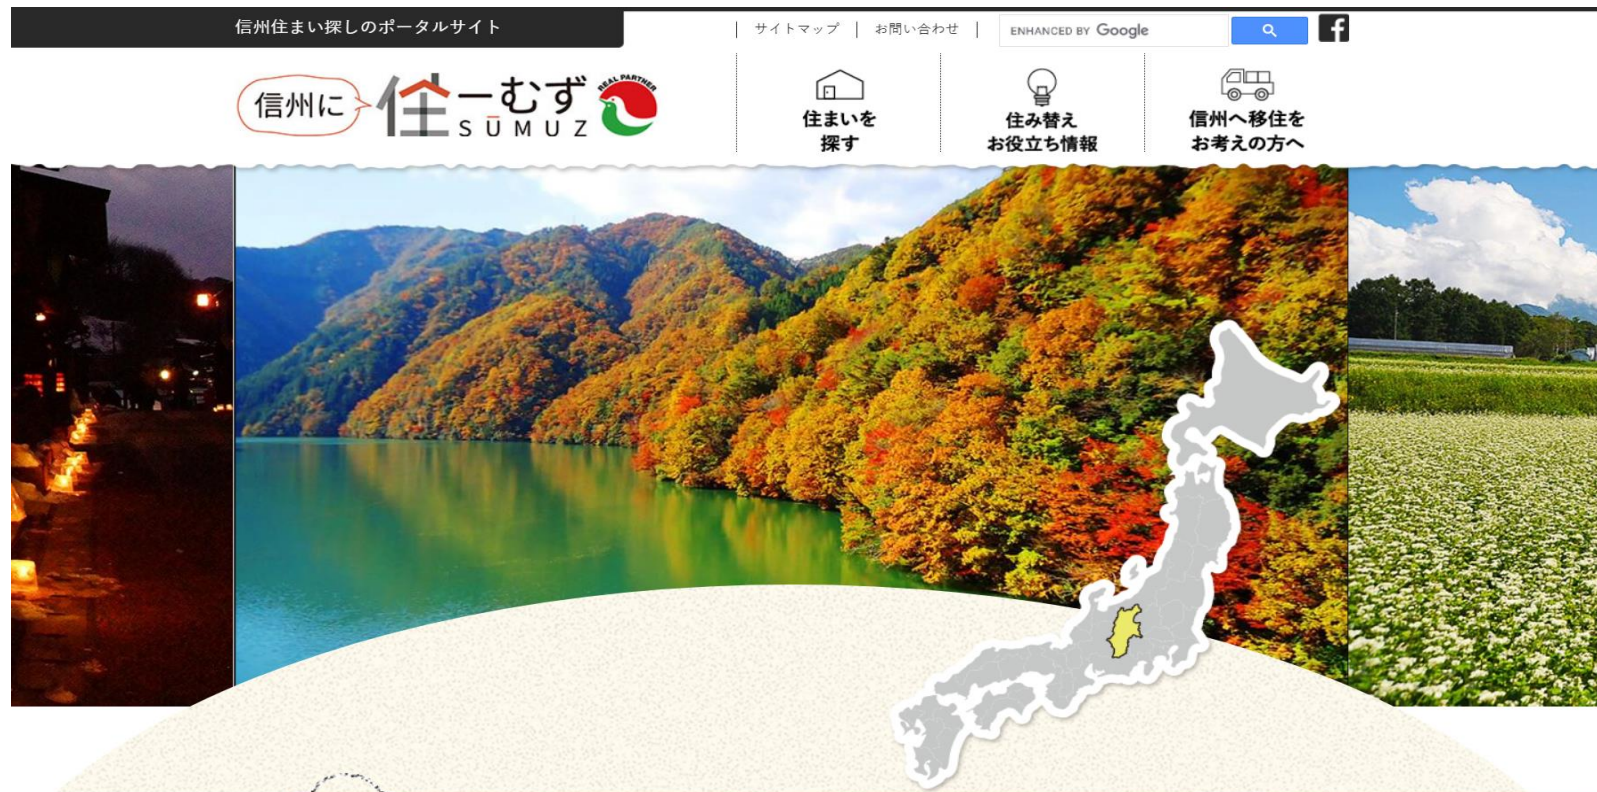 信州住まい探しのポータルサイト
サイトマップ
お問い合わせ
ENHANCED BY Google
信州に
住ーむず
SŪMUZ
REAL PARTNER
住まいを
探す
住み替え
お役立ち情報
信州へ移住を
お考えの方へ